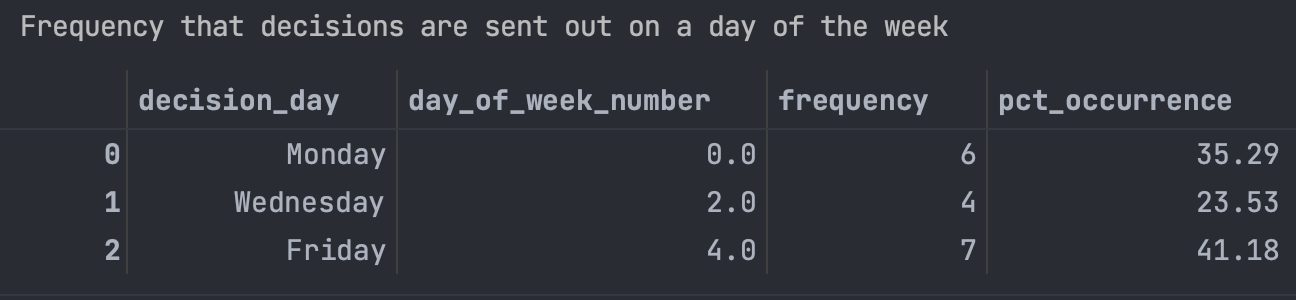 Frequency that decisions are sent out on a day of the week
decision_day day_of_week_number frequency pct_occurrence
0 Monday 0.0 6 35.29
1 Wednesday 2.0 4 23.53
2 Friday 4.0 7 41.18